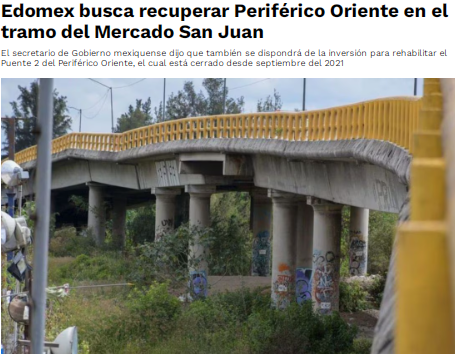 Edomex busca recuperar Periférico Oriente en el
tramo del Mercado San Juan
El secretario de Gobierno mexiquense dijo que también se dispondrá de la inversión para rehabilitar el
Puente 2 del Periférico Oriente, el cual está cerrado desde septiembre del 2021